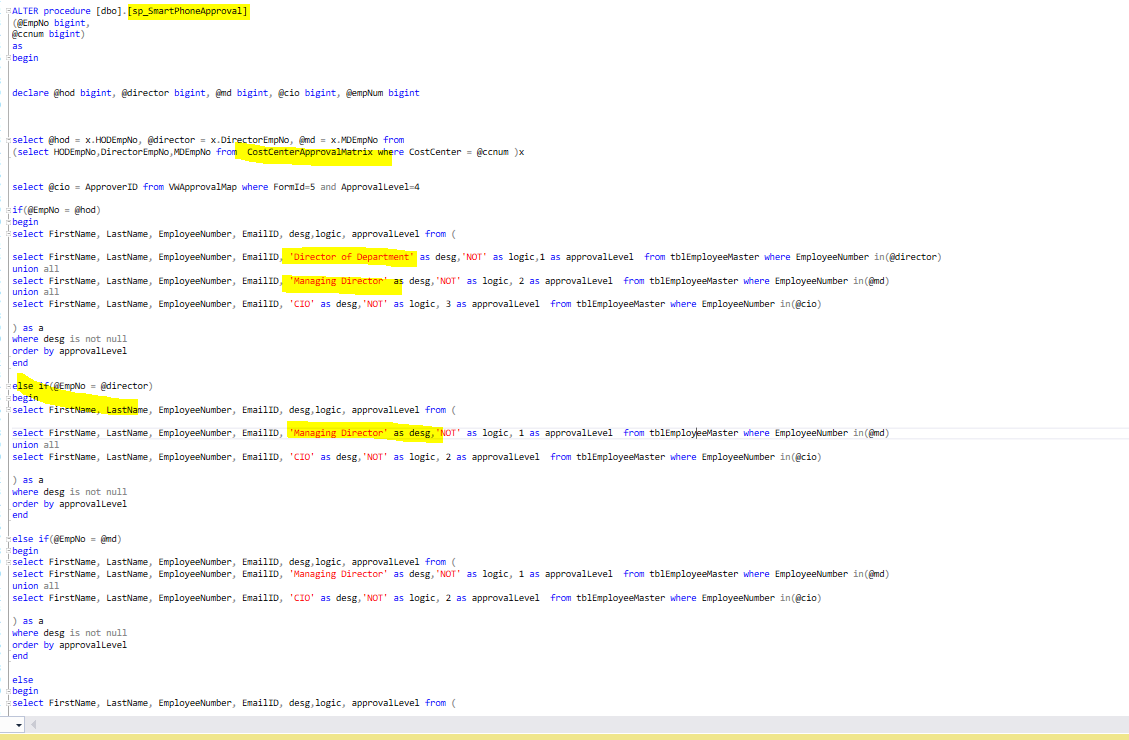 ALTER procedure [dbo].[sp_SmartPhoneApproval]
(@EmpNo bigint,
@ccnum bigint)
as
begin
declare @hod bigint, @director bigint, @md bigint, @cio bigint, @empNum bigint
select @hod = x.HODEmpNo, @director = x.DirectorEmpNo, @md = x.MDEmpNo from
(select HODEmpNo,DirectorEmpNo,MDEmpNo from  CostCenterApprovalMatrix where CostCenter = @ccnum )x
select @cio = ApproverID from VWApprovalMap where FormId=5 and ApprovalLevel=4
if(@EmpNo = @hod)
begin
select FirstName, LastName, EmployeeNumber, EmailID, desg,logic, approvalLevel from (
select FirstName, LastName, EmployeeNumber, EmailID, 'Director of Department' as desg,'NOT' as logic,1 as approvalLevel  from tblEmployeeMaster where EmployeeNumber in(@director)
union all
select FirstName, LastName, EmployeeNumber, EmailID, 'Managing Director' as desg,'NOT' as logic, 2 as approvalLevel  from tblEmployeeMaster where EmployeeNumber in(@md)
union all
select FirstName, LastName, EmployeeNumber, EmailID, 'CIO' as desg,'NOT' as logic, 3 as approvalLevel  from tblEmployeeMaster where EmployeeNumber in(@cio)
) as a
where desg is not null
order by approvalLevel
end
else if(@EmpNo = @director)
begin
select FirstName, LastName, EmployeeNumber, EmailID, desg,logic, approvalLevel from (
select FirstName, LastName, EmployeeNumber, EmailID, 'Managing Director' as desg,'NOT' as logic, 1 as approvalLevel  from tblEmployeeMaster where EmployeeNumber in(@md)
union all
select FirstName, LastName, EmployeeNumber, EmailID, 'CIO' as desg,'NOT' as logic, 2 as approvalLevel  from tblEmployeeMaster where EmployeeNumber in(@cio)
) as a
where desg is not null
order by approvalLevel
end
else if(@EmpNo = @md)
begin
select FirstName, LastName, EmployeeNumber, EmailID, desg,logic, approvalLevel from (
select FirstName, LastName, EmployeeNumber, EmailID, 'Managing Director' as desg,'NOT' as logic, 1 as approvalLevel  from tblEmployeeMaster where EmployeeNumber in(@md)
union all
select FirstName, LastName, EmployeeNumber, EmailID, 'CIO' as desg,'NOT' as logic, 2 as approvalLevel  from tblEmployeeMaster where EmployeeNumber in(@cio)
) as a
where desg is not null
order by approvalLevel
end
else
begin
select FirstName, LastName, EmployeeNumber, EmailID, desg,logic, approvalLevel from (